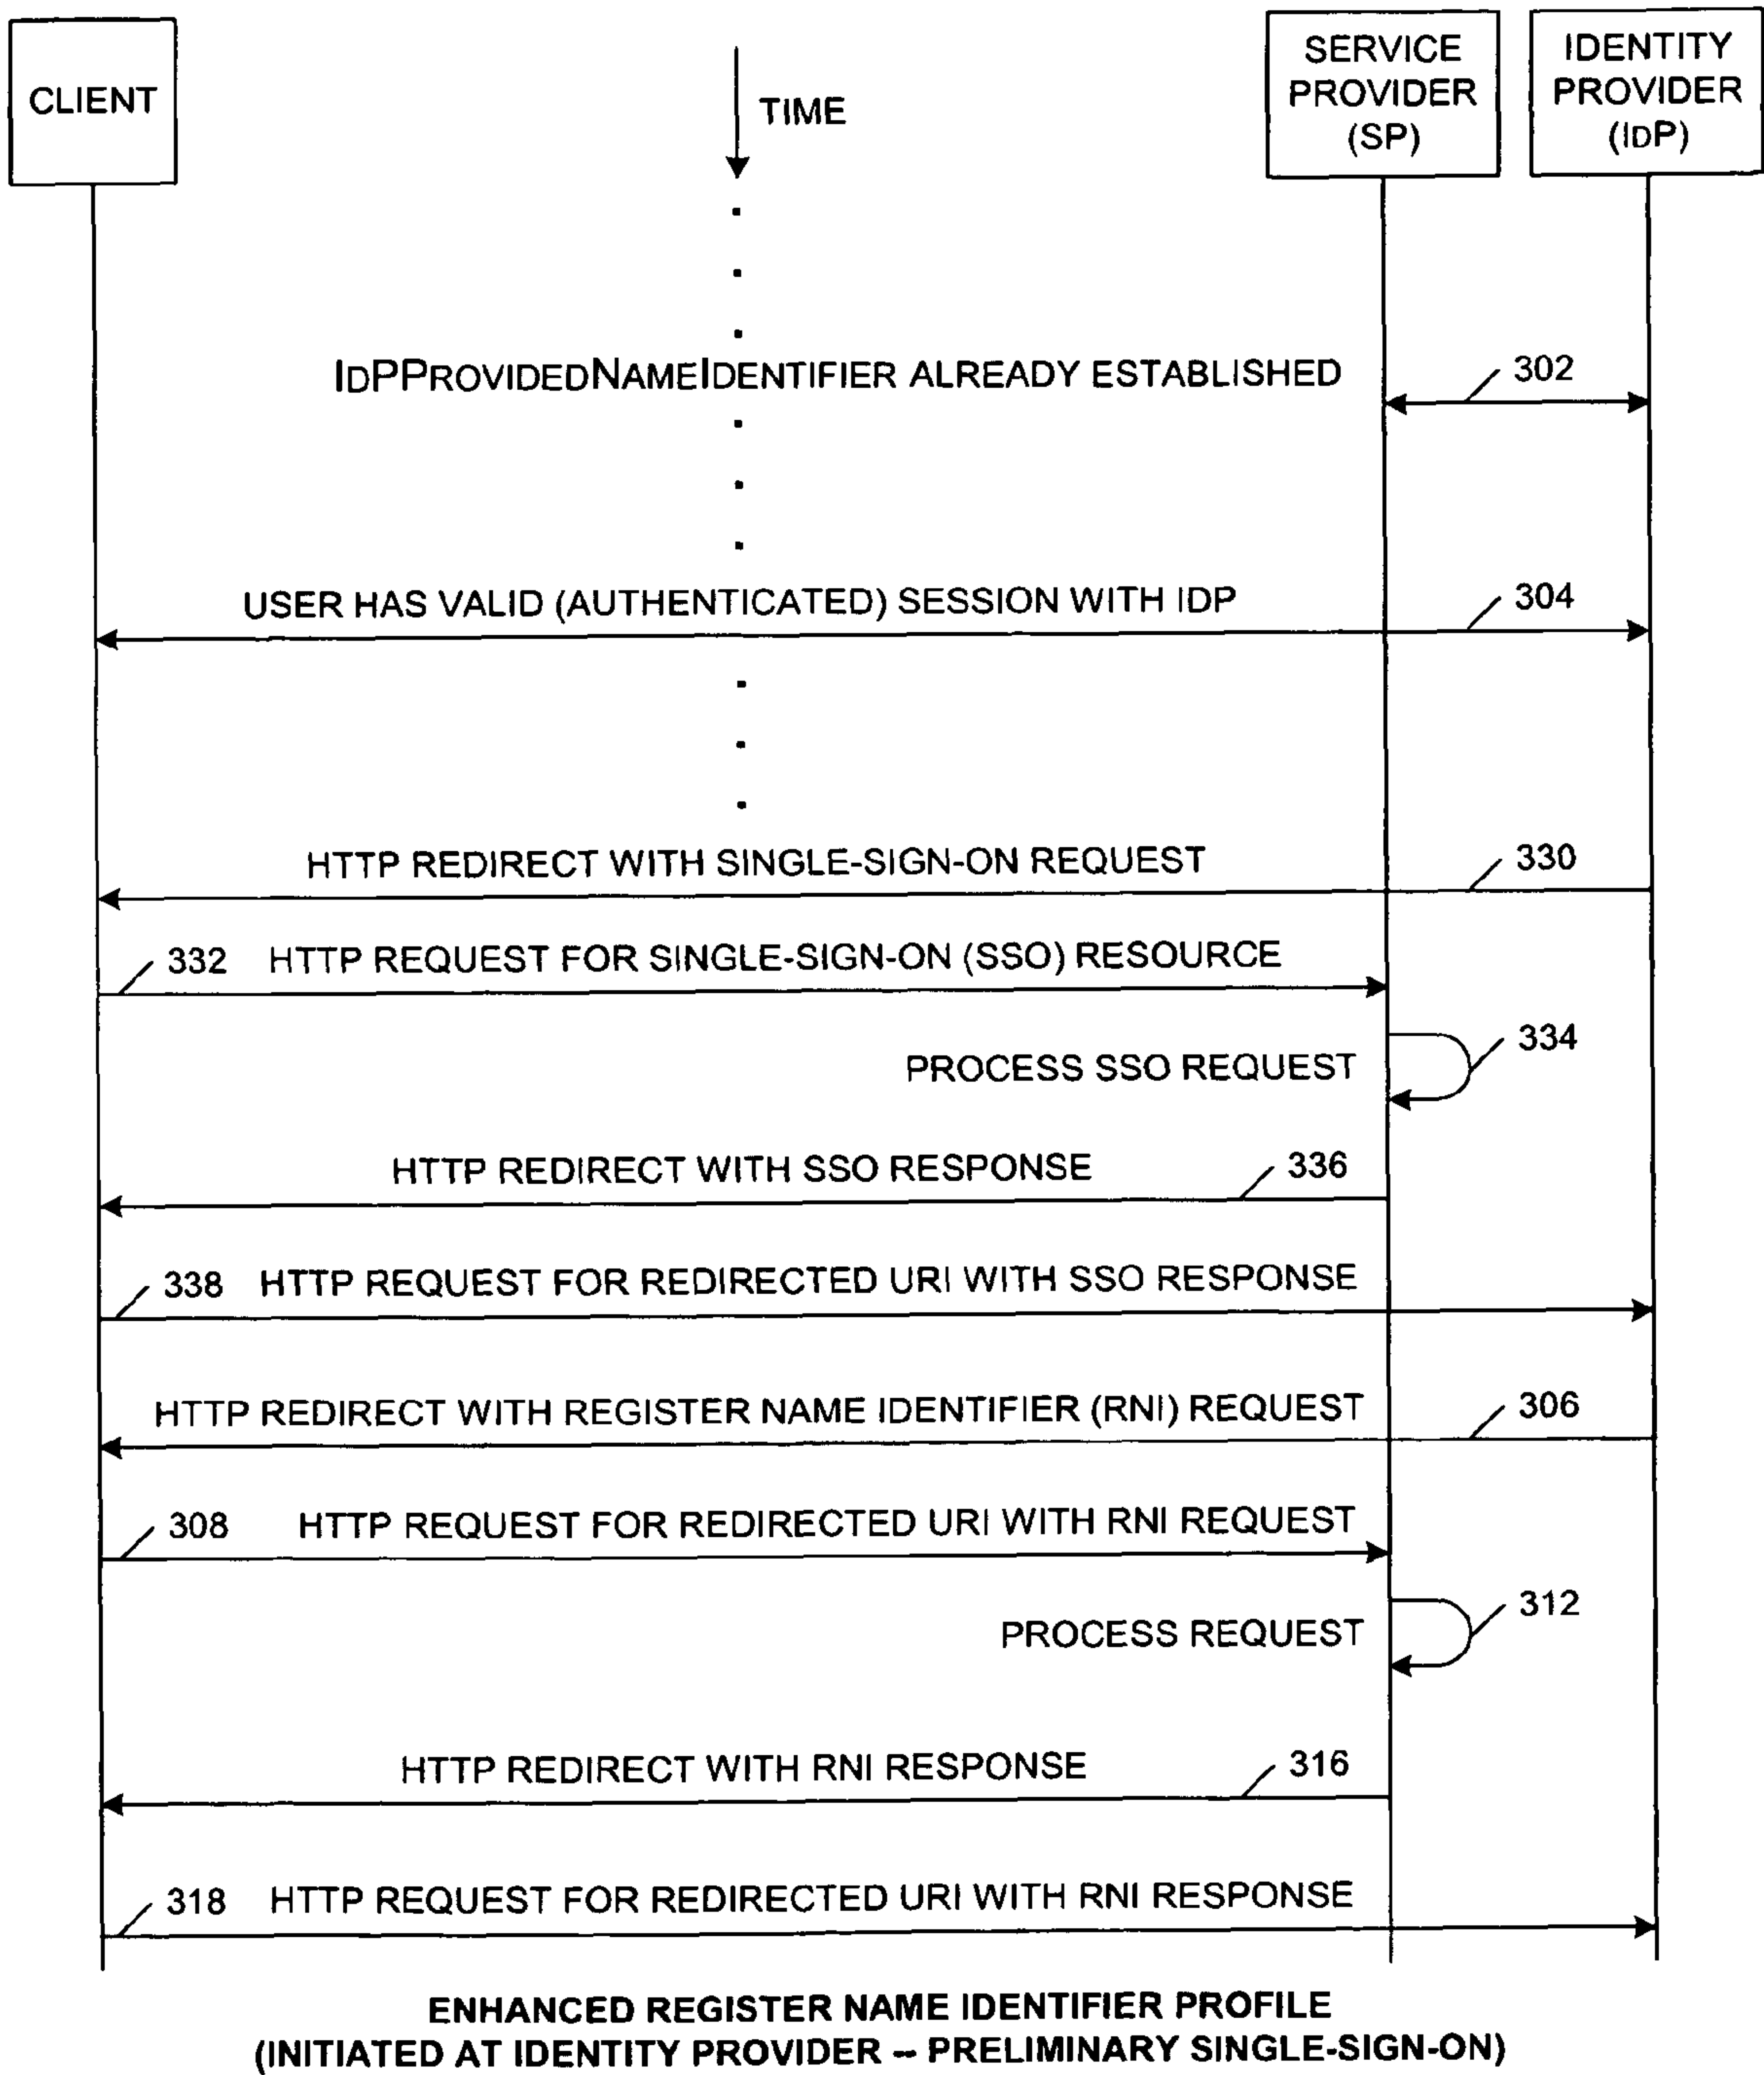 CLIENT
TIME
SERVICE
PROVIDER
(SP)
IDENTITY
PROVIDER
(IDP)
IDPPROVIDEDNAMEIDENTIFIER ALREADY ESTABLISHED
302
USER HAS VALID (AUTHENTICATED) SESSION WITH IDP
304
HTTP REDIRECT WITH SINGLE-SIGN-ON REQUEST
330
332 HTTP REQUEST FOR SINGLE-SIGN-ON (SSO) RESOURCE
334
PROCESS SSO REQUEST
HTTP REDIRECT WITH SSO RESPONSE
336
338 HTTP REQUEST FOR REDIRECTED URI WITH SSO RESPONSE
HTTP REDIRECT WITH REGISTER NAME IDENTIFIER (RNI) REQUEST
306
308 HTTP REQUEST FOR REDIRECTED URI WITH RNI REQUEST
312
PROCESS REQUEST
HTTP REDIRECT WITH RNI RESPONSE
316
318 HTTP REQUEST FOR REDIRECTED URI WITH RNI RESPONSE
ENHANCED REGISTER NAME IDENTIFIER PROFILE
(INITIATED AT IDENTITY PROVIDER -- PRELIMINARY SINGLE-SIGN-ON)